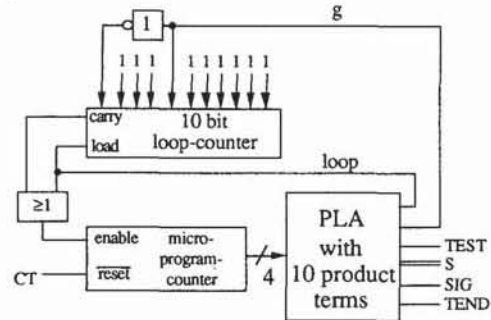 g
1
1 1 1 1 1 1 1 1 1
carry
10 bit
loop-counter
load
loop
≥1
enable
micro-
program-
counter
reset
CT
4
PLA
with
10 product
terms
TEST
S
SIG
TEND